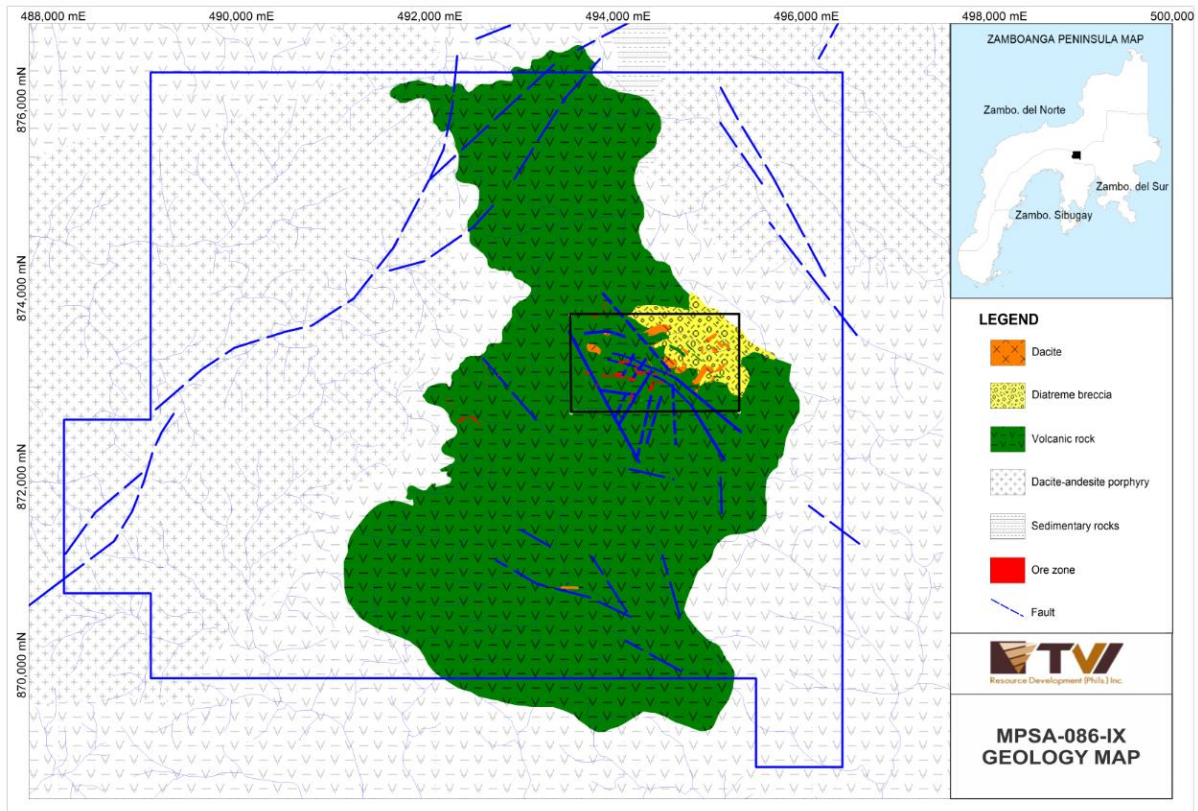 488,000 mE
490,000 mE
492,000 mE
494,000 mE
496,000 mE
498,000 mE
500,000
876,000 mN
874,000 mN
872,000 mN
870,000 mN
ZAMBOANGA PENINSULA MAP
Zambo. del Norte
Zambo. del Sur
Zambo. Sibugay
LEGEND
Dacite
Diatreme breccia
Volcanic rock
Dacite-andesite porphyry
Sedimentary rocks
Ore zone
Fault
TVI
Resource Development (Phils.) Inc.
MPSA-086-IX
GEOLOGY MAP